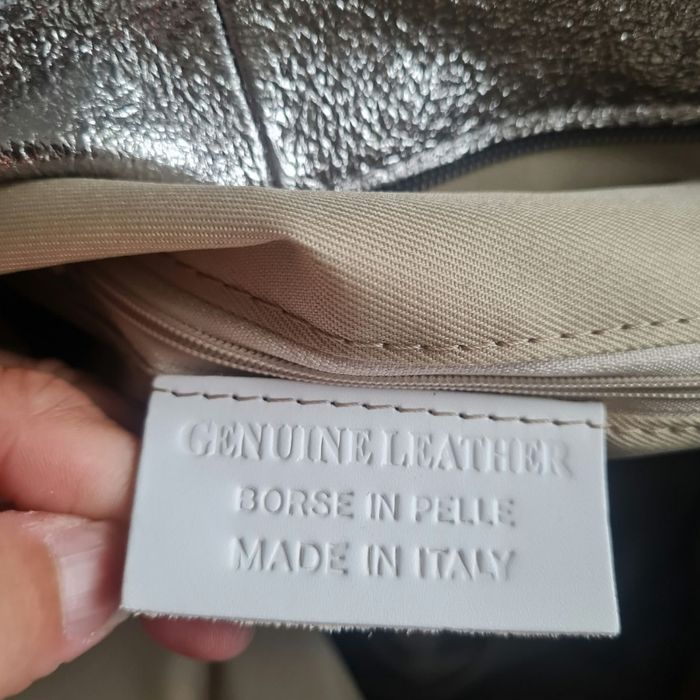 GENUINE LEATHER
BORSE IN PELLE
MADE IN ITALY